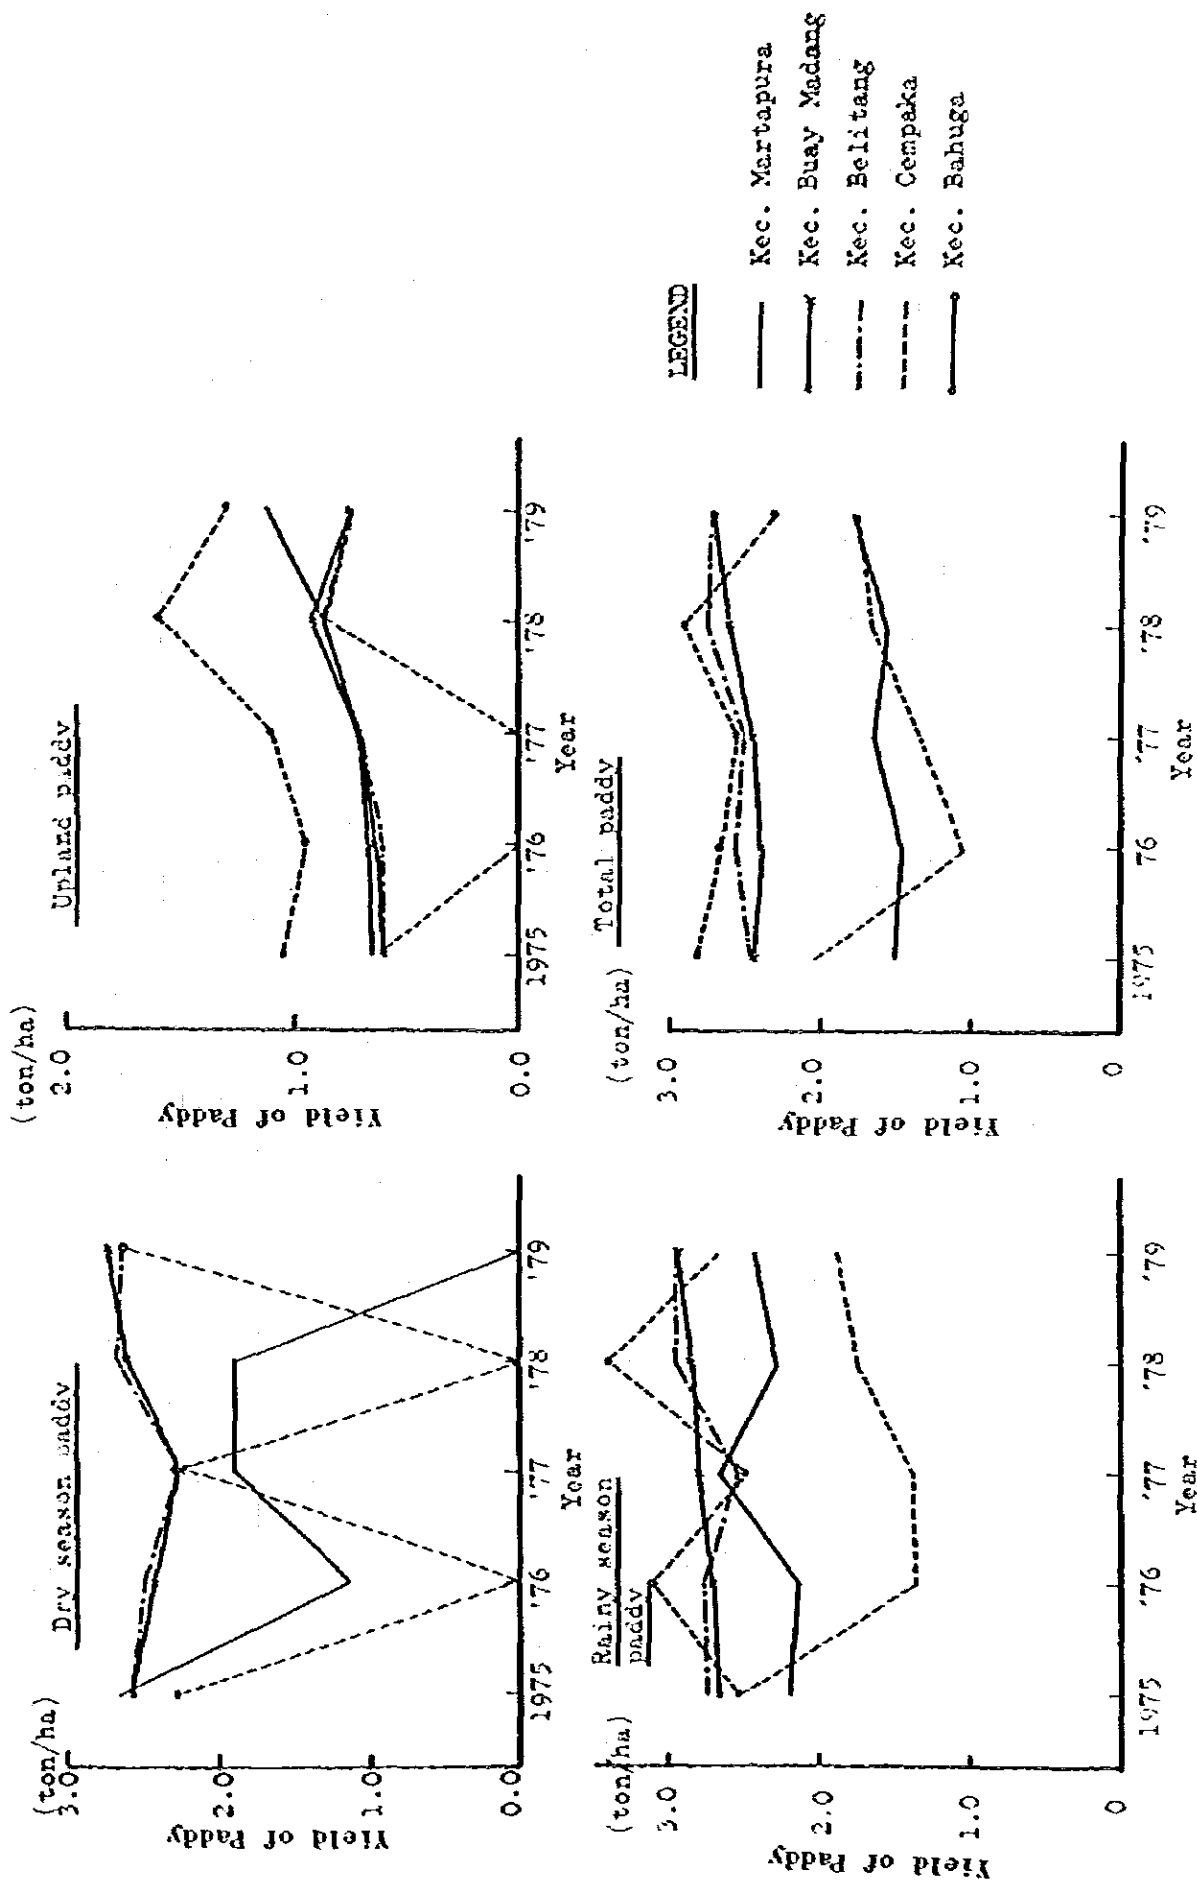 Dry season paddy
(ton/ha)
3.0
2.0
1.0
0.0
Yield of Paddy
1975
'76
'77
'78
'79
Year
Upland paddy
(ton/ha)
2.0
1.0
0.0
Yield of Paddy
1975
'76
'77
'78
'79
Year
Rainy season
paddy
(ton/ha)
3.0
2.0
1.0
0
Yield of Paddy
1975
'76
'77
'78
'79
Year
Total paddy
(ton/ha)
3.0
2.0
1.0
0
Yield of Paddy
1975
76
'77
'78
'79
Year
LEGEND
Kec. Martapura
Kec. Buay Madang
Kec. Belitang
Kec. Cempaka
Kec. Bahuga